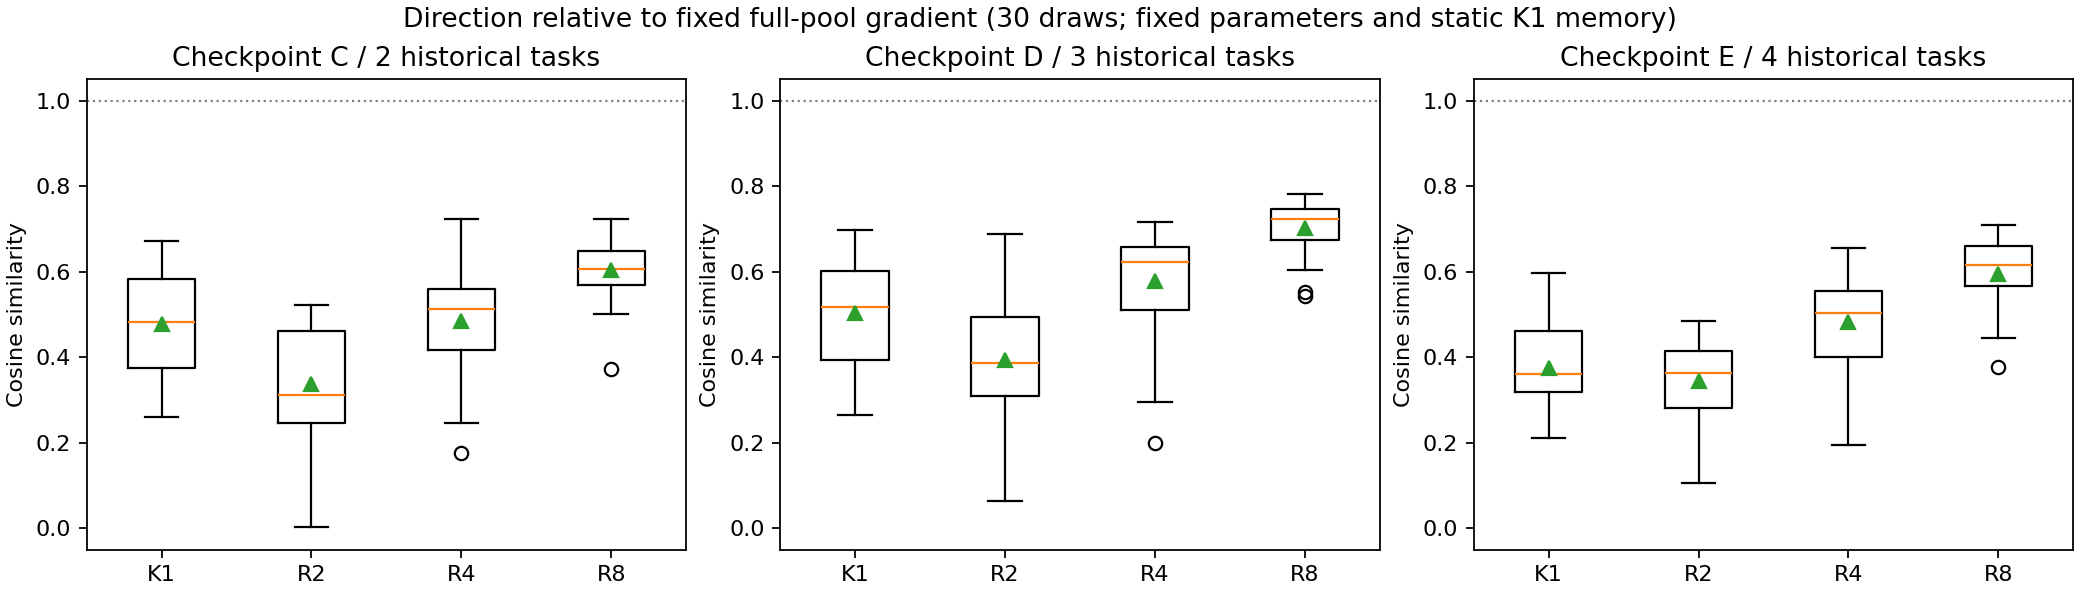 Direction relative to fixed full-pool gradient (30 draws; fixed parameters and static K1 memory)
Checkpoint C / 2 historical tasks
Cosine similarity
1.0
0.8
0.6
0.4
0.2
0.0
K1 R2 R4 R8
Checkpoint D / 3 historical tasks
Cosine similarity
1.0
0.8
0.6
0.4
0.2
0.0
K1 R2 R4 R8
Checkpoint E / 4 historical tasks
Cosine similarity
1.0
0.8
0.6
0.4
0.2
0.0
K1 R2 R4 R8